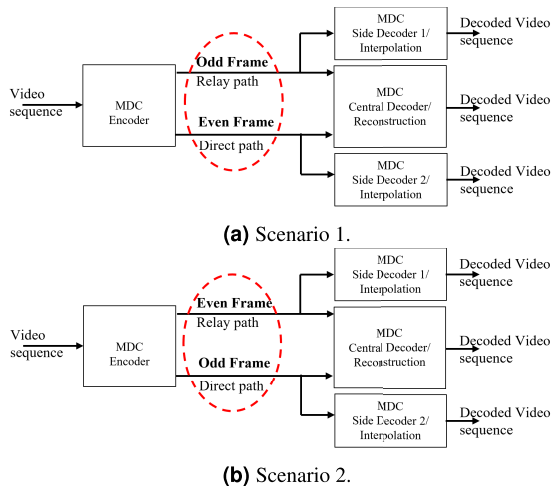 Video
sequence
MDC
Encoder
Odd Frame
Relay path
Even Frame
Direct path
MDC
Side Decoder 1/
Interpolation
MDC
Central Decoder/
Reconstruction
MDC
Side Decoder 2/
Interpolation
Decoded Video
sequence
Decoded Video
sequence
Decoded Video
sequence
(a) Scenario 1.
Video
sequence
MDC
Encoder
Even Frame
Relay path
Odd Frame
Direct path
MDC
Side Decoder 1/
Interpolation
MDC
Central Decoder/
Reconstruction
MDC
Side Decoder 2/
Interpolation
Decoded Video
sequence
Decoded Video
sequence
Decoded Video
sequence
(b) Scenario 2.